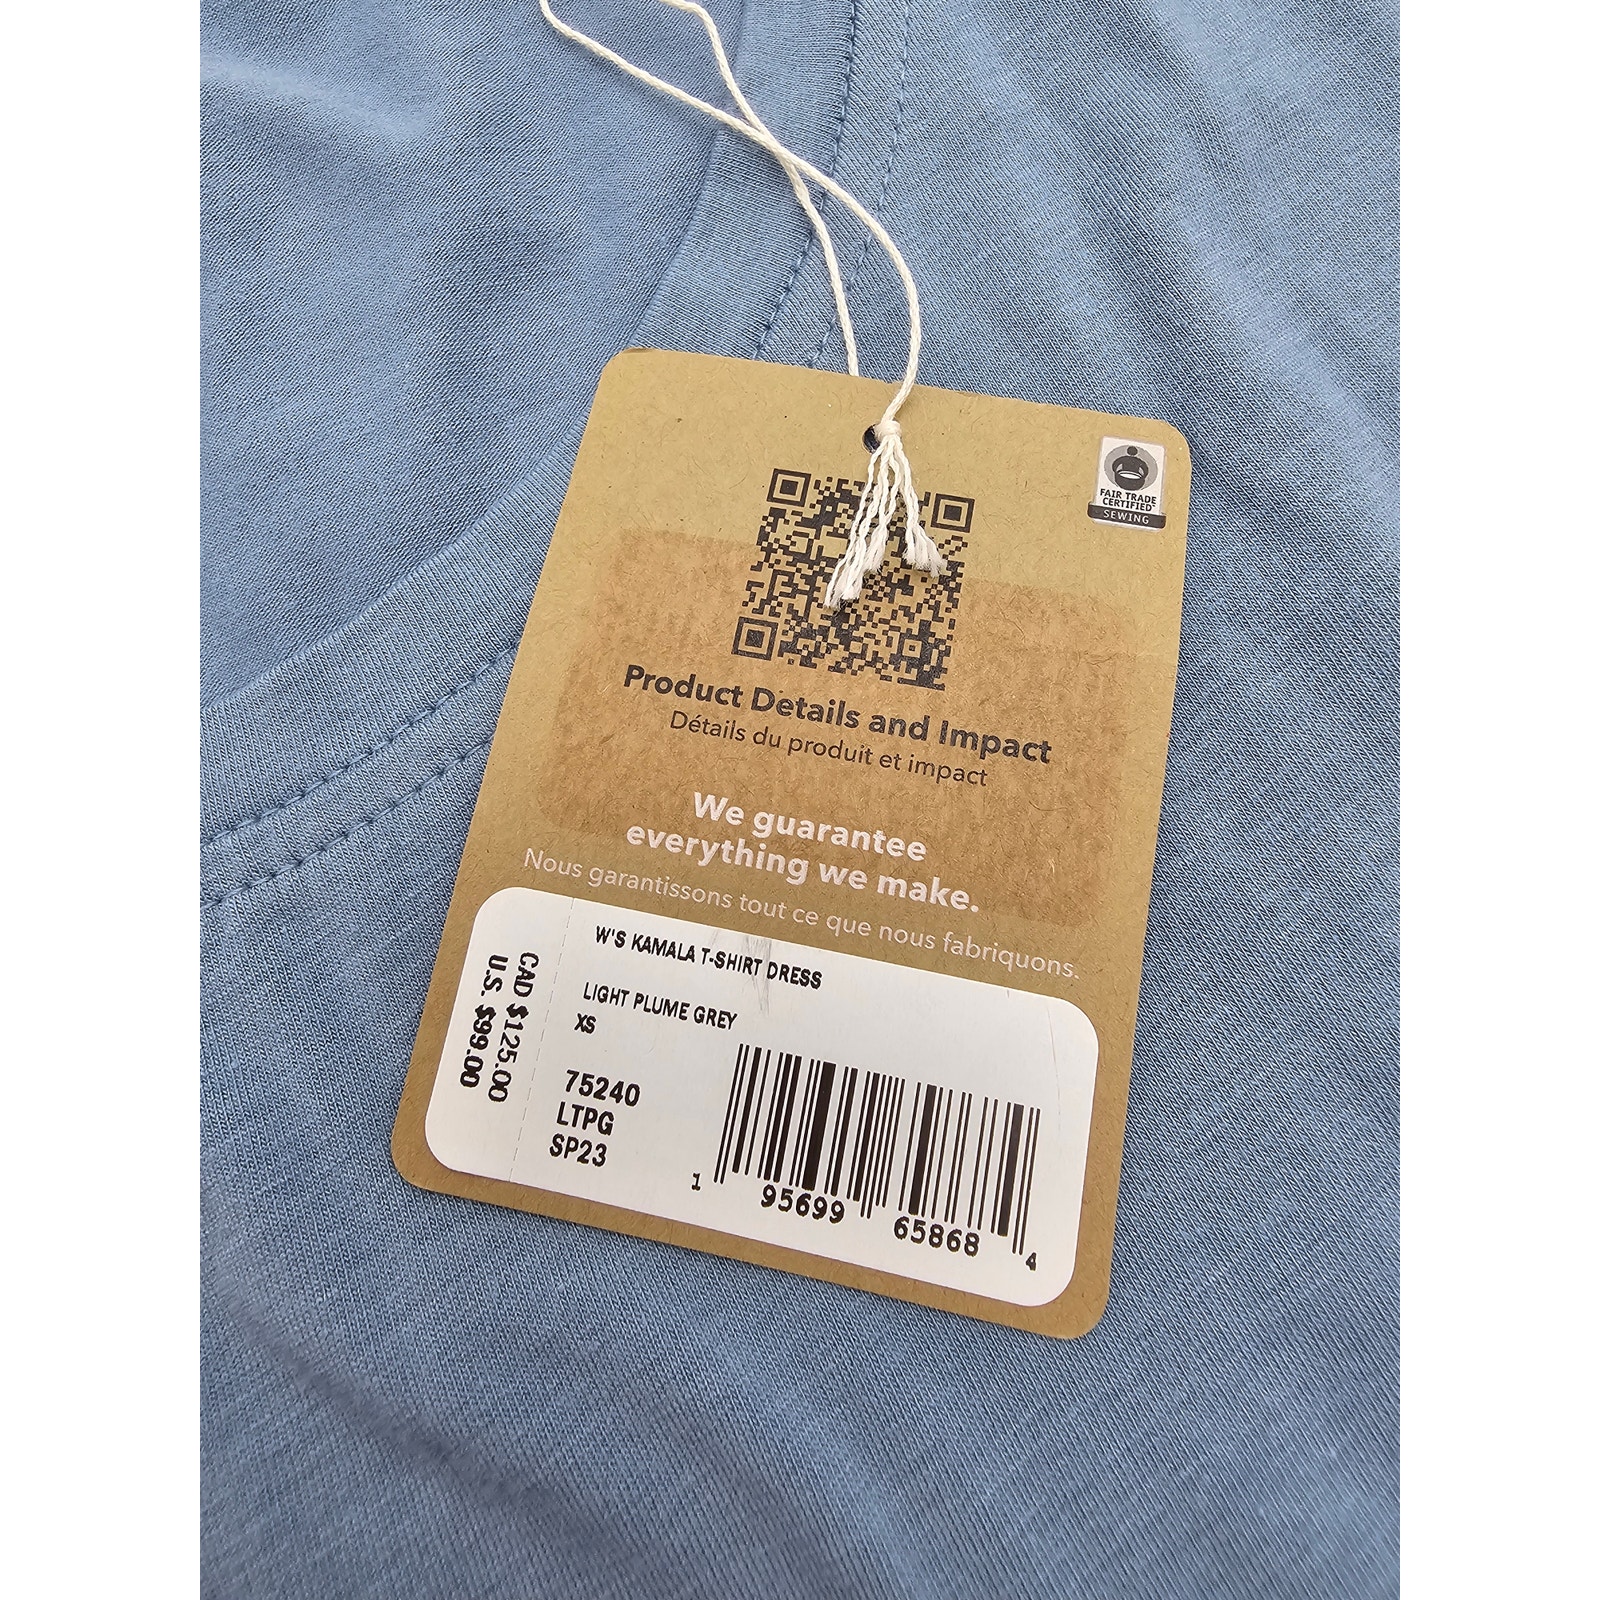 FAIR TRADE
CERTIFIED
SEWING
Product Details and Impact
Détails du produit et impact
We guarantee
everything we make.
Nous garantissons tout ce que nous fabriquons.
W'S KAMALA T-SHIRT DRESS
LIGHT PLUME GREY
XS
75240
LTPG
SP23
CAD $125.00
U.S. $99.00
1 95699 65868 4